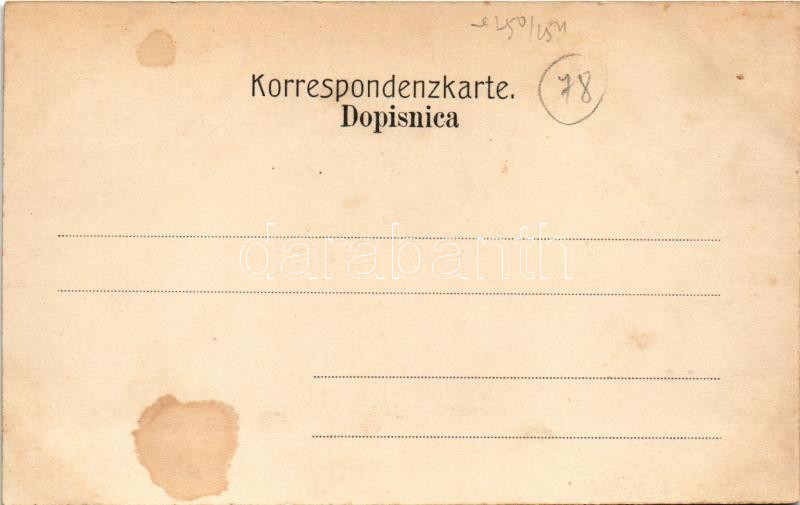 78
Korrespondenzkarte.
Dopisnica
darabanth